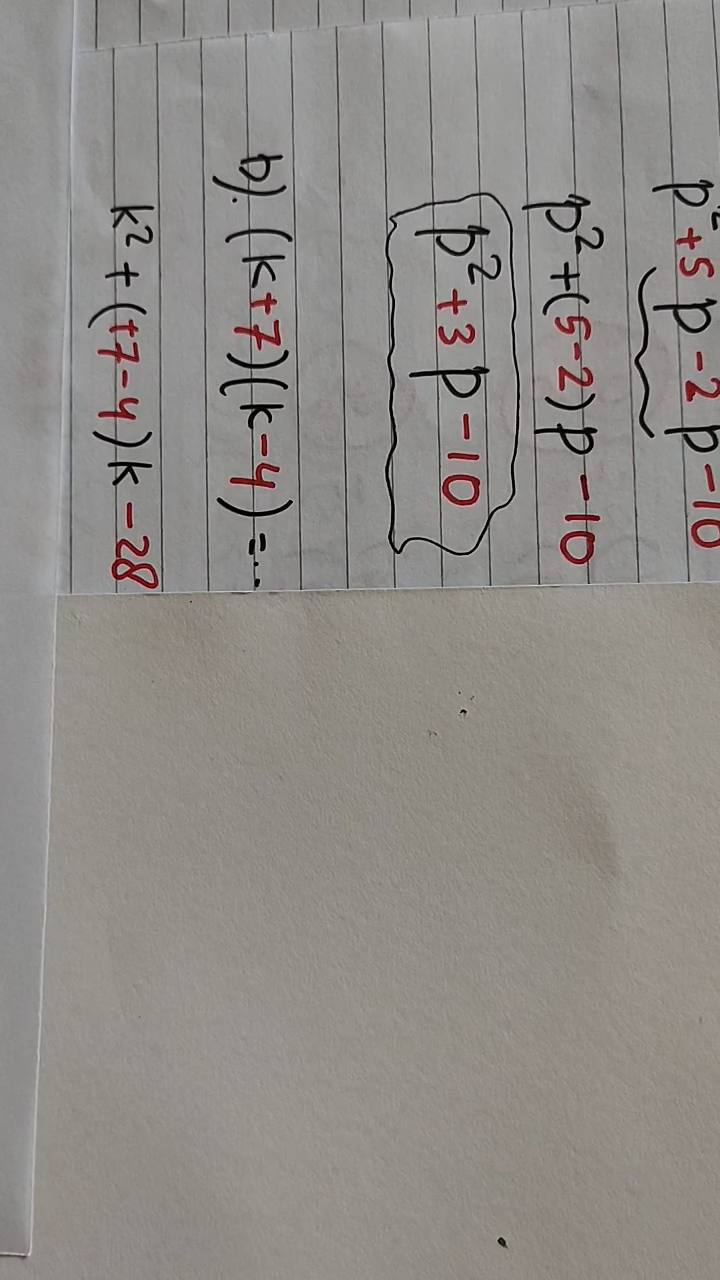 p²+5p-2p-10
p²+(5-2)p-10
p²+3p-10
b). (k+7)(k-4)=...
k²+(+7-4)k-28